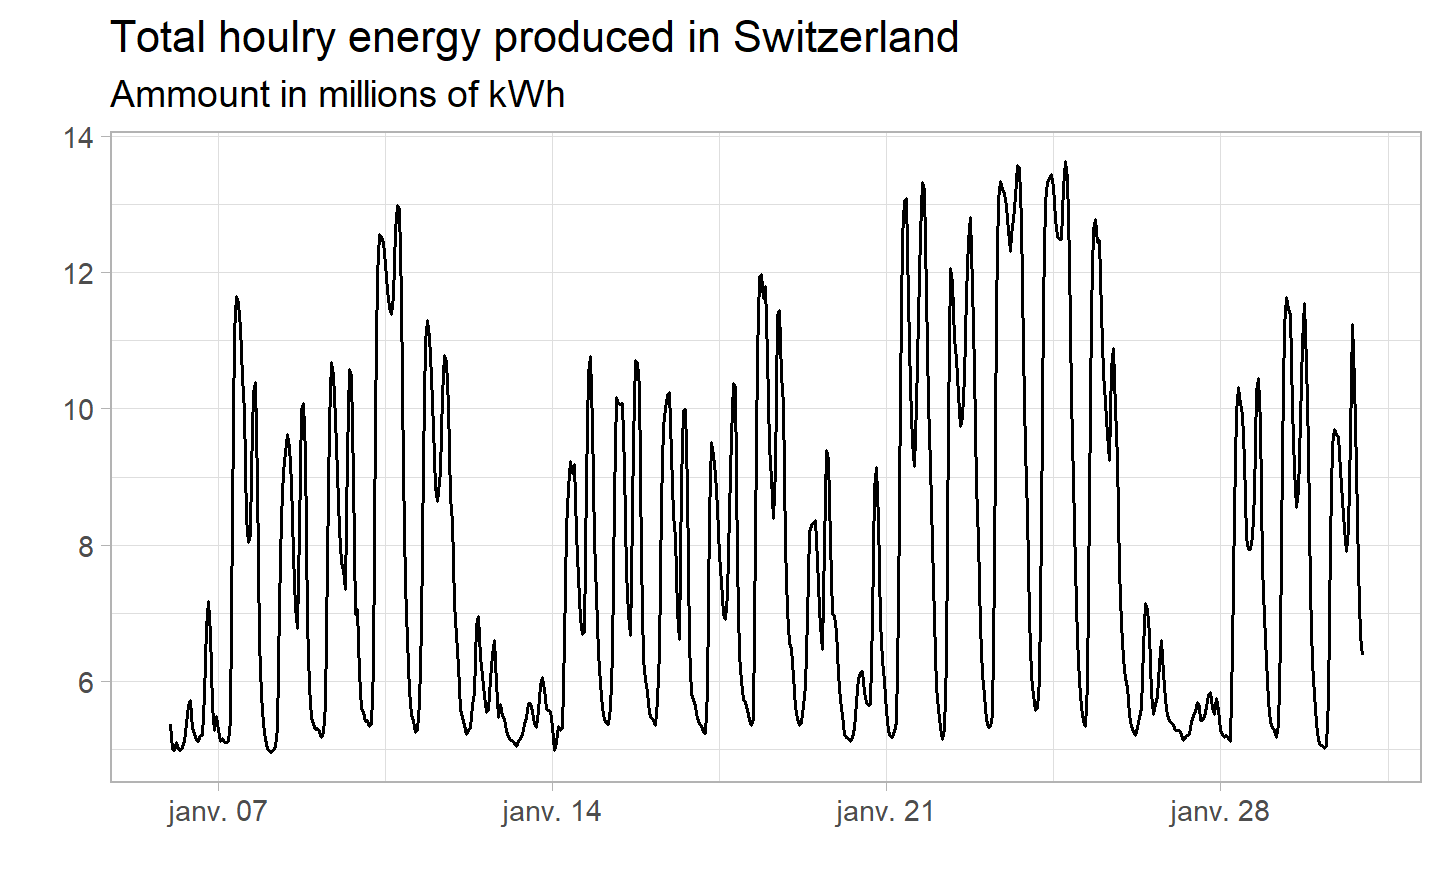 Total houlry energy produced in Switzerland
Ammount in millions of kWh
14
12
10
8
6
janv. 07 janv. 14 janv. 21 janv. 28